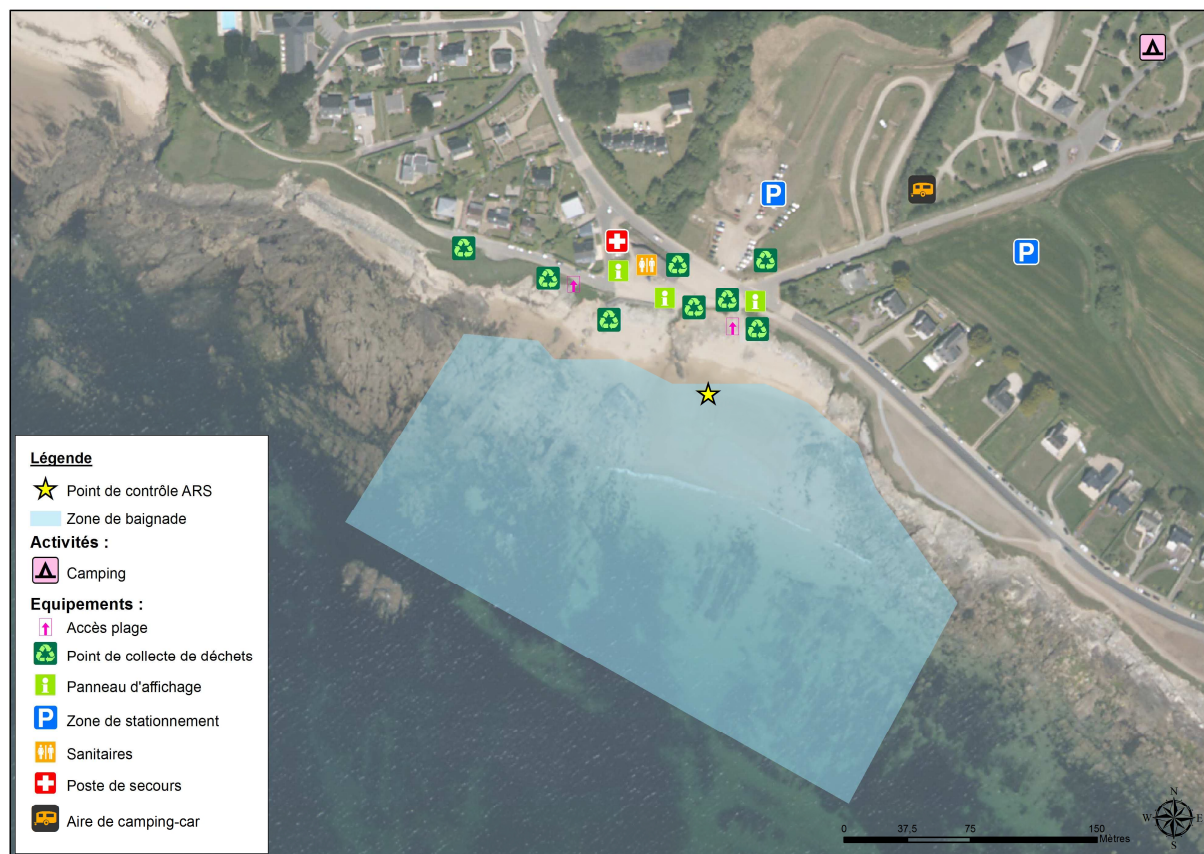 Légende
Point de contrôle ARS
Zone de baignade
Activités :
Camping
Equipements :
Accès plage
Point de collecte de déchets
Panneau d'affichage
Zone de stationnement
Sanitaires
Poste de secours
Aire de camping-car
P
P
0 37,5 75 150
Mètres
N
W E
S